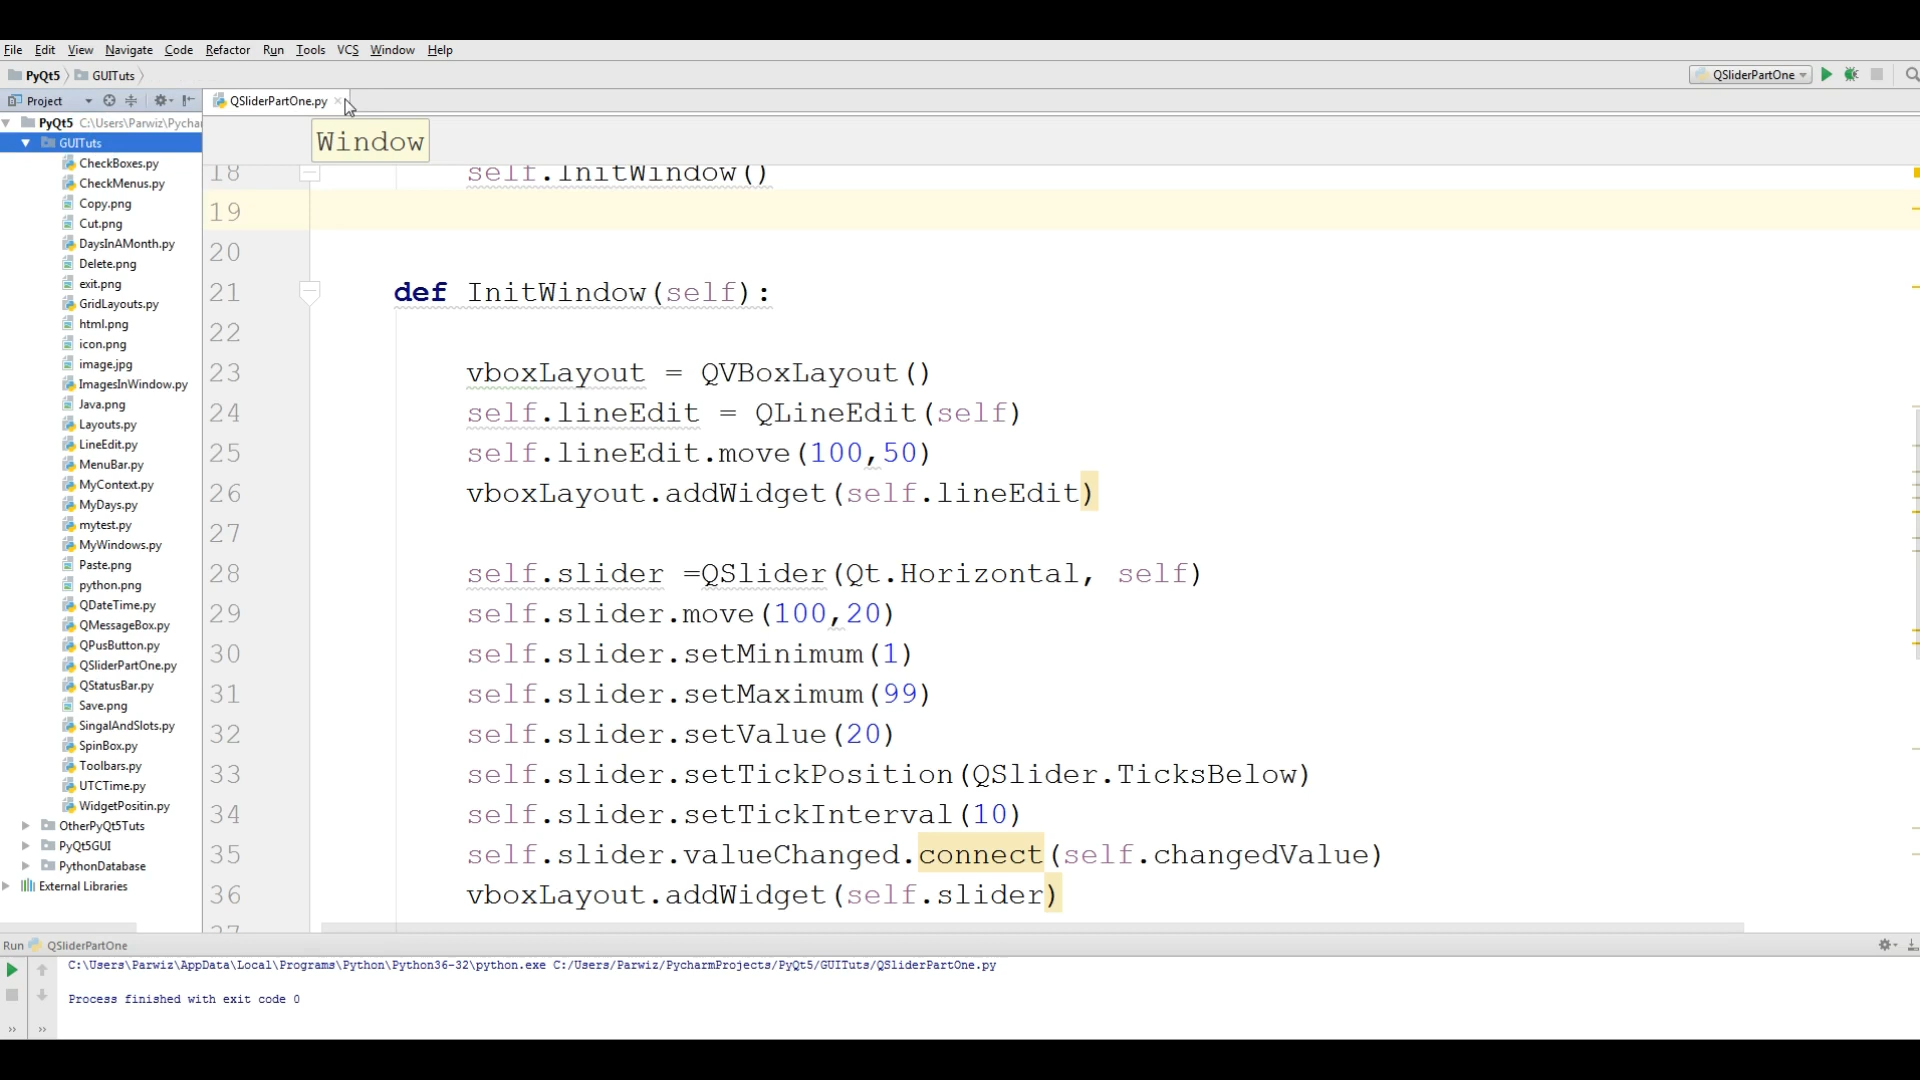 File Edit View Navigate Code Refactor Run Tools VCS Window Help
PyQt5 GUITuts QSliderPartOne
Project QSliderPartOne.py
PyQt5 C:\Users\Parwiz\Pychar
Window
GUITuts
CheckBoxes.py
CheckMenus.py
Copy.png
Cut.png
DaysInAMonth.py
Delete.png
exit.png
GridLayouts.py
html.png
icon.png
image.jpg
ImagesInWindow.py
Java.png
Layouts.py
LineEdit.py
MenuBar.py
MyContext.py
MyDays.py
mytest.py
MyWindows.py
Paste.png
python.png
QDateTime.py
QMessageBox.py
QPusButton.py
QSliderPartOne.py
QStatusBar.py
Save.png
SingalAndSlots.py
SpinBox.py
Toolbars.py
UTCTime.py
WidgetPositin.py
OtherPyQt5Tuts
PyQt5GUI
PythonDatabase
External Libraries
18 self.InitWindow()
19
20
21 def InitWindow(self):
22
23 vboxLayout = QVBoxLayout()
24 self.lineEdit = QLineEdit(self)
25 self.lineEdit.move(100,50)
26 vboxLayout.addWidget(self.lineEdit)
27
28 self.slider =QSlider(Qt.Horizontal, self)
29 self.slider.move(100,20)
30 self.slider.setMinimum(1)
31 self.slider.setMaximum(99)
32 self.slider.setValue(20)
33 self.slider.setTickPosition(QSlider.TicksBelow)
34 self.slider.setTickInterval(10)
35 self.slider.valueChanged.connect(self.changedValue)
36 vboxLayout.addWidget(self.slider)
37
Run QSliderPartOne
C:\Users\Parwiz\AppData\Local\Programs\Python\Python36-32\python.exe C:/Users/Parwiz/PycharmProjects/PyQt5/GUITuts/QSliderPartOne.py
Process finished with exit code 0